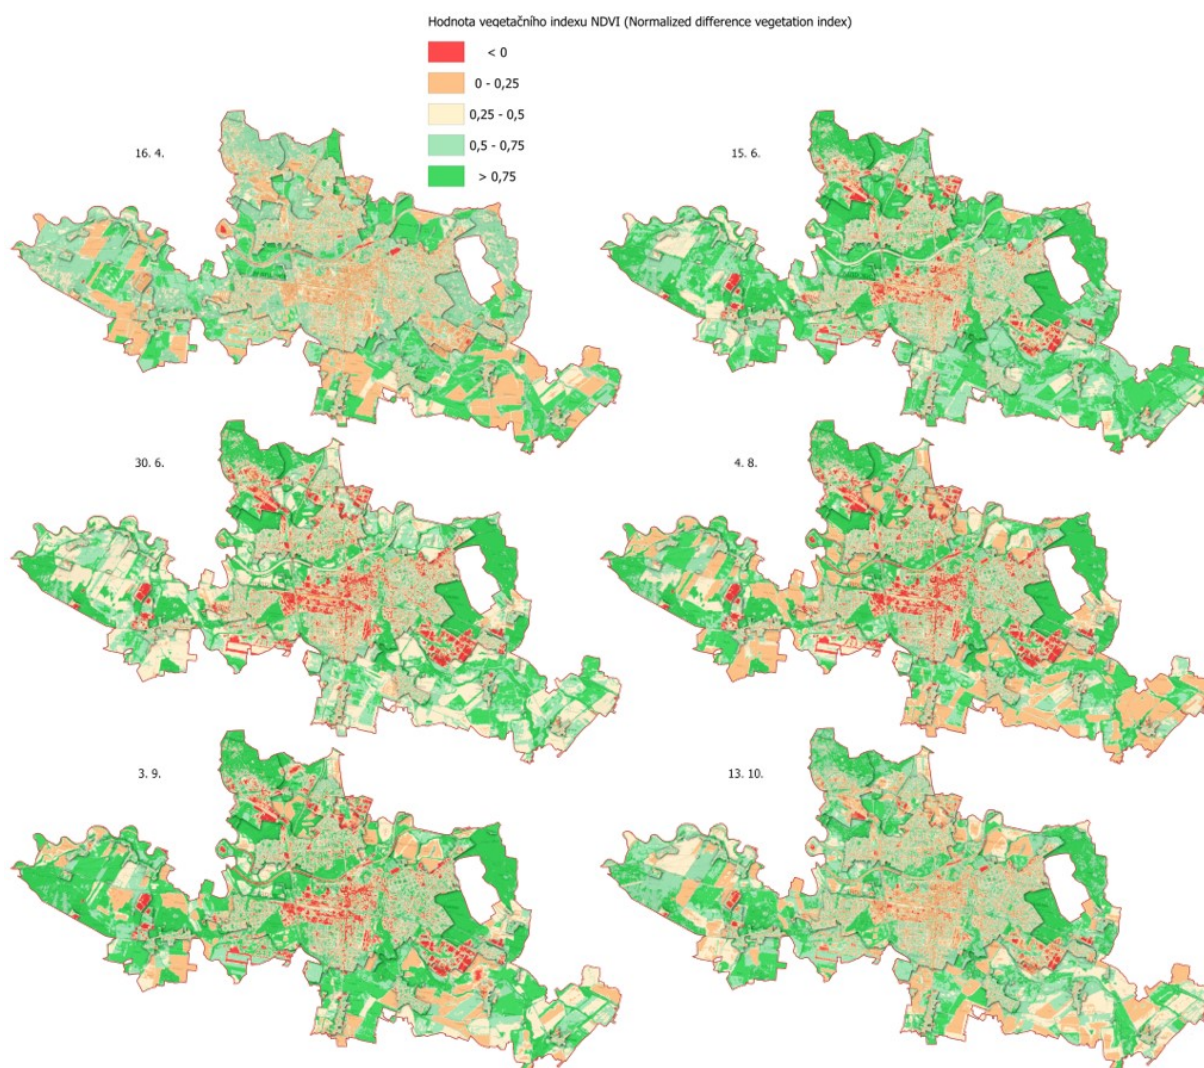 Hodnota vegetačního indexu NDVI (Normalized difference vegetation index)
< 0
0 - 0,25
0,25 - 0,5
0,5 - 0,75
> 0,75
16. 4.
15. 6.
30. 6.
4. 8.
3. 9.
13. 10.